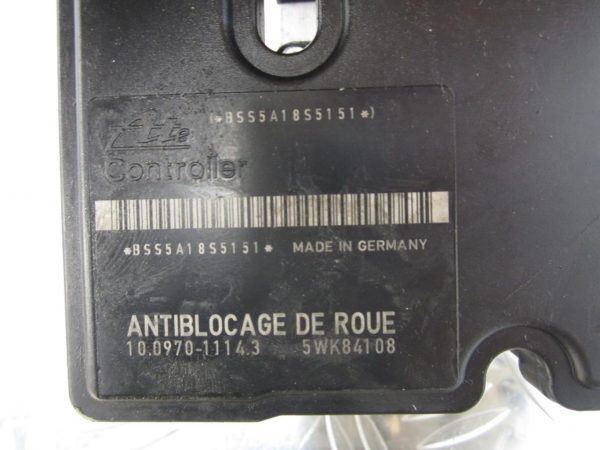 (*BSS5A18S5151*)
Ate
Controller
*BSS5A18S5151* MADE IN GERMANY
ANTIBLOCAGE DE ROUE
10.0970-1114.3 5WK84108